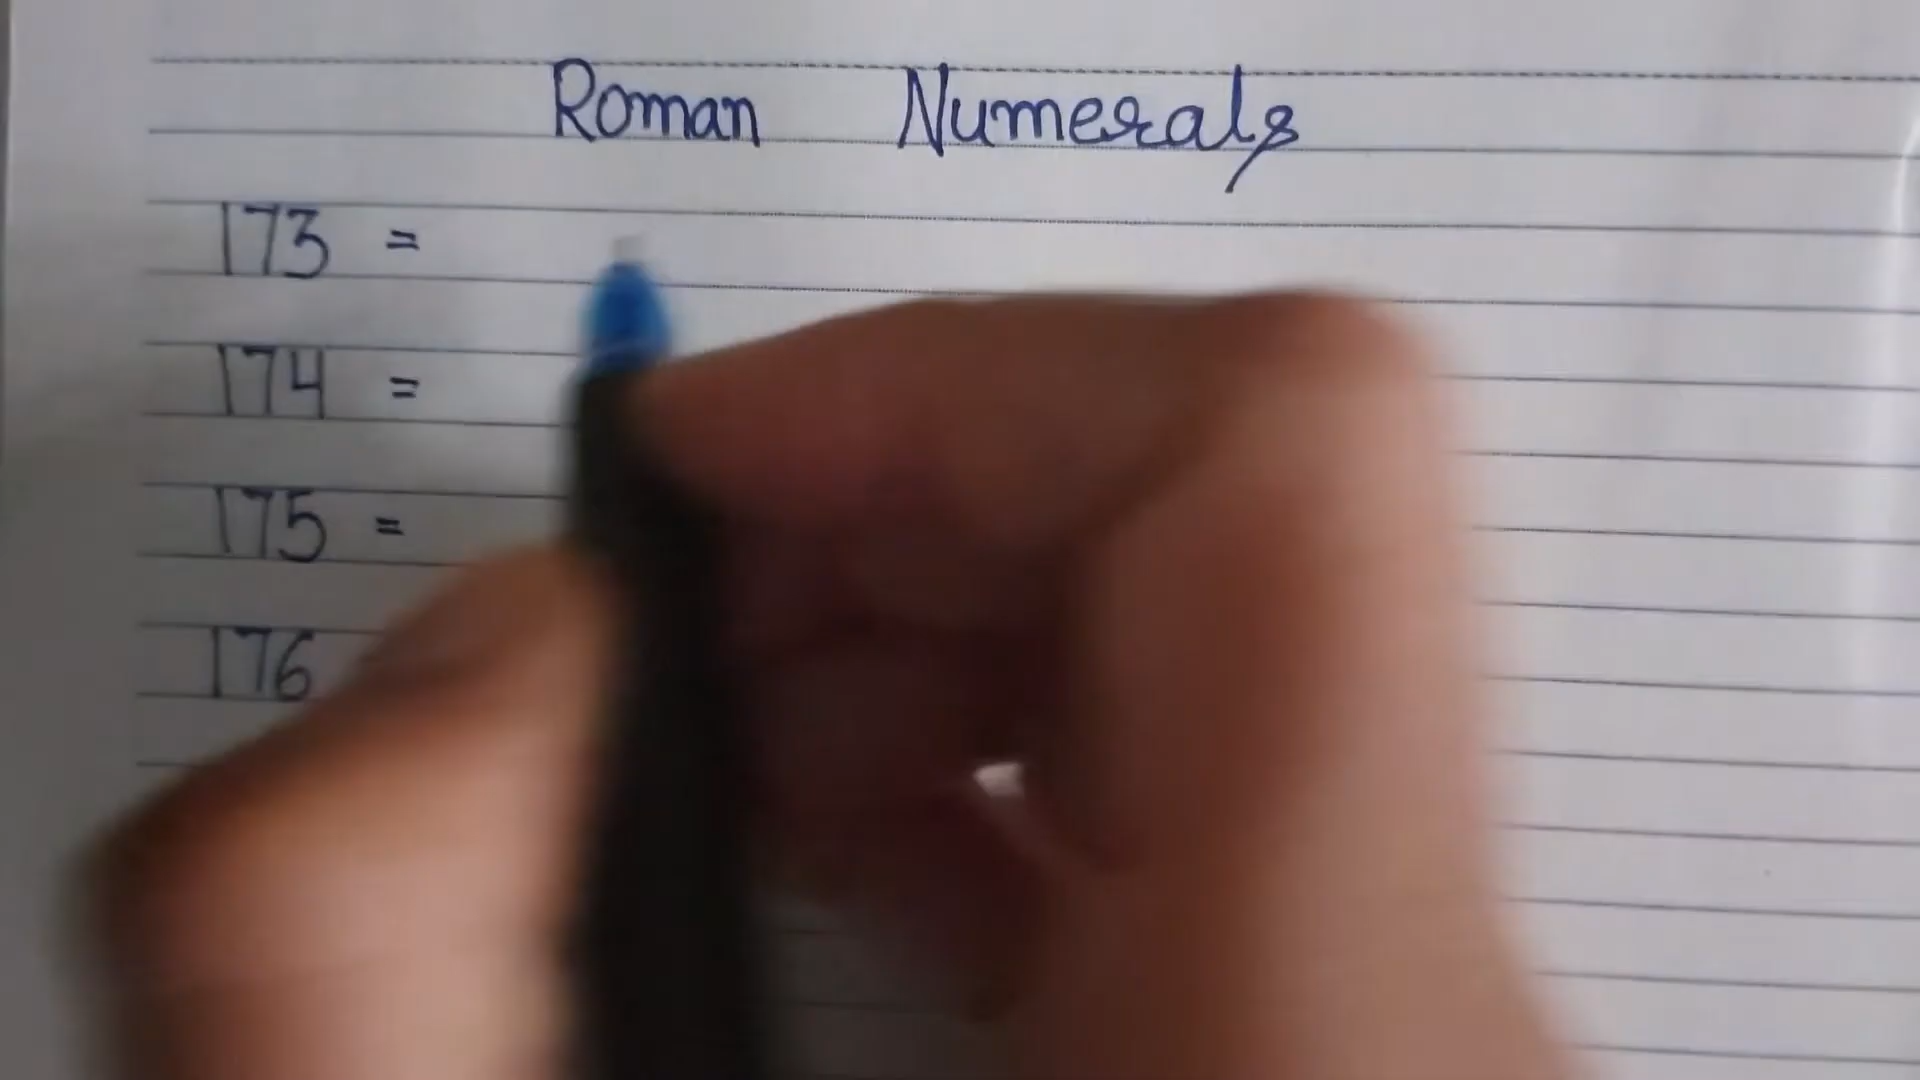 Roman Numerals
173 =
174 =
175 =
176